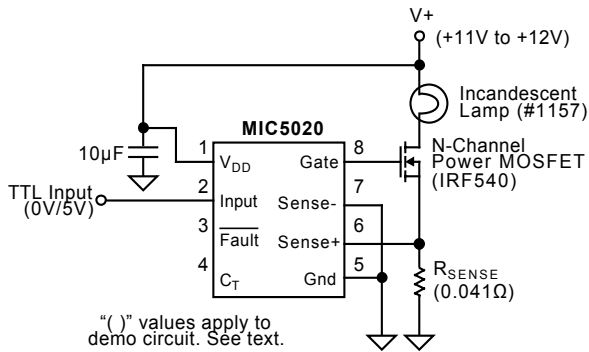 V+
(+11V to +12V)
Incandescent
Lamp (#1157)
MIC5020
N-Channel
Power MOSFET
(IRF540)
10µF
1
V_DD
Gate
8
TTL Input
(0V/5V)
2
Input
Sense-
7
3
Fault
Sense+
6
4
C_T
Gnd
5
R_SENSE
(0.041Ω)
“( )” values apply to
demo circuit. See text.